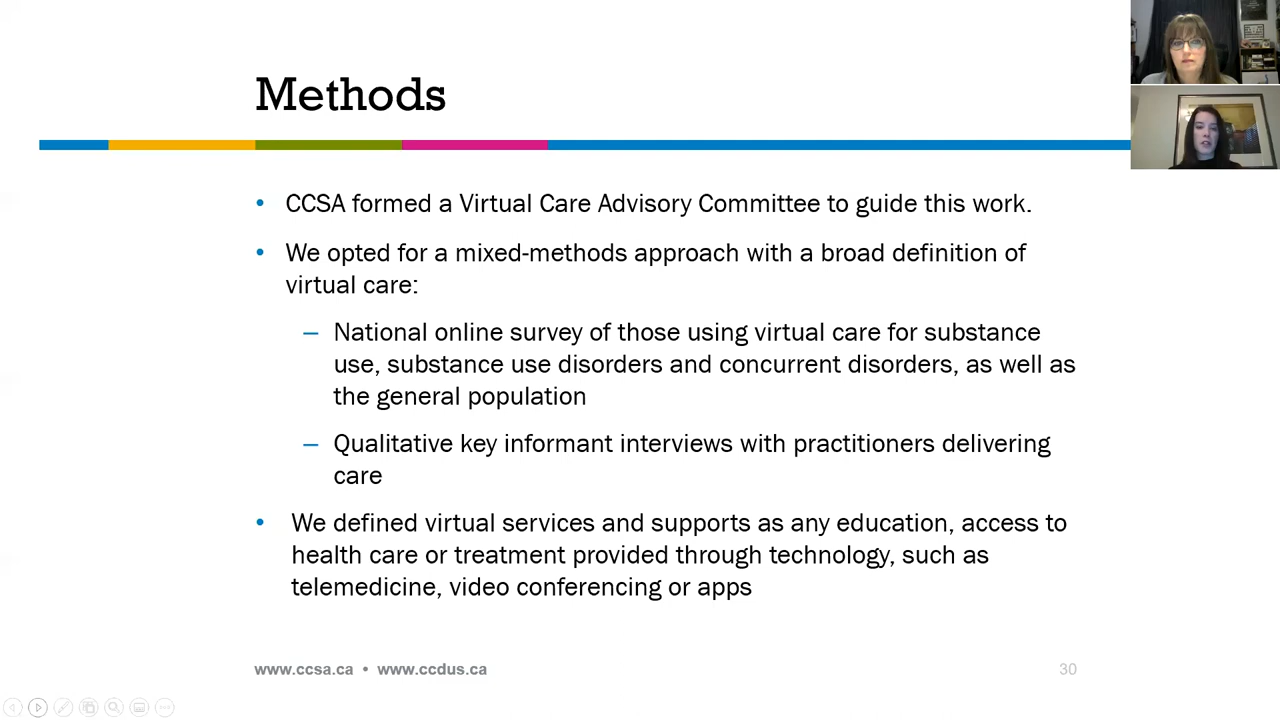 Methods
• CCSA formed a Virtual Care Advisory Committee to guide this work.
• We opted for a mixed-methods approach with a broad definition of
virtual care:
– National online survey of those using virtual care for substance
use, substance use disorders and concurrent disorders, as well as
the general population
– Qualitative key informant interviews with practitioners delivering
care
• We defined virtual services and supports as any education, access to
health care or treatment provided through technology, such as
telemedicine, video conferencing or apps
www.ccsa.ca • www.ccdus.ca
30